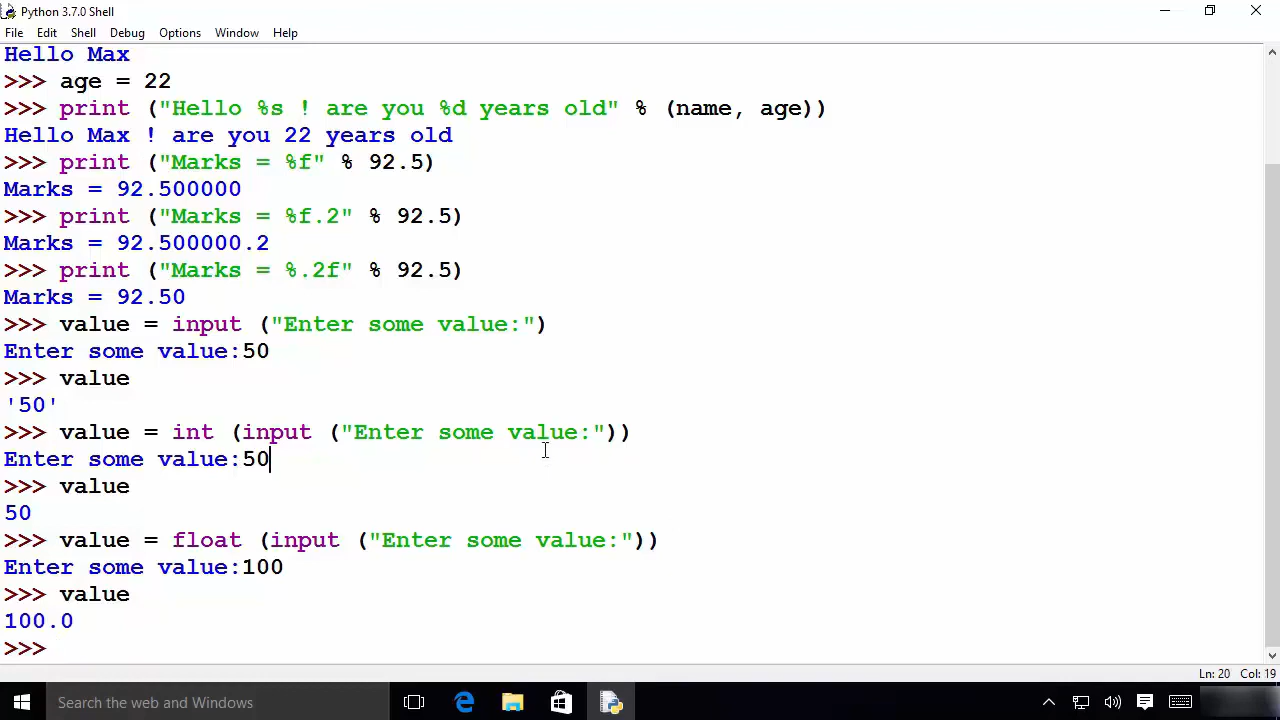 Python 3.7.0 Shell
File Edit Shell Debug Options Window Help
Hello Max
>>> age = 22
>>> print ("Hello %s ! are you %d years old" % (name, age))
Hello Max ! are you 22 years old
>>> print ("Marks = %f" % 92.5)
Marks = 92.500000
>>> print ("Marks = %f.2" % 92.5)
Marks = 92.500000.2
>>> print ("Marks = %.2f" % 92.5)
Marks = 92.50
>>> value = input ("Enter some value:")
Enter some value:50
>>> value
'50'
>>> value = int (input ("Enter some value:"))
Enter some value:50
>>> value
50
>>> value = float (input ("Enter some value:"))
Enter some value:100
>>> value
100.0
>>>
Ln: 20 Col: 19
Search the web and Windows